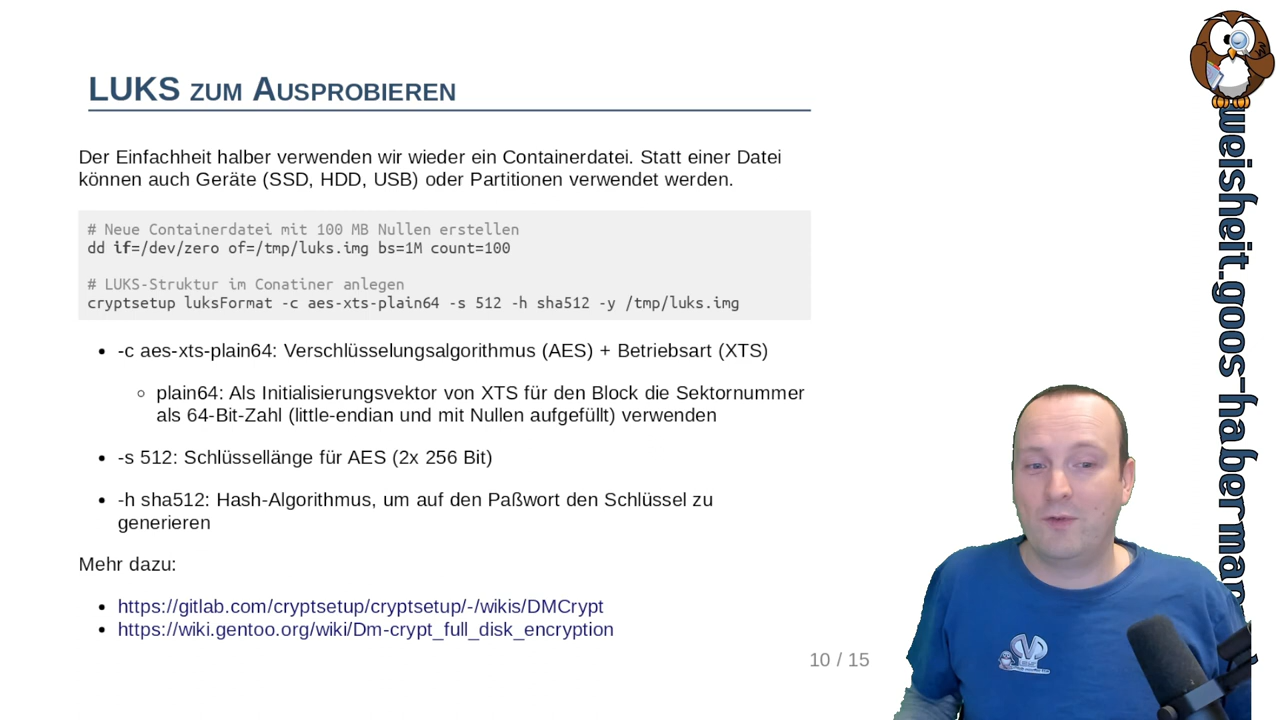 LUKS ZUM AUSPROBIEREN
Der Einfachheit halber verwenden wir wieder ein Containerdatei. Statt einer Datei
können auch Geräte (SSD, HDD, USB) oder Partitionen verwendet werden.
# Neue Containerdatei mit 100 MB Nullen erstellen
dd if=/dev/zero of=/tmp/luks.img bs=1M count=100
# LUKS-Struktur im Conatiner anlegen
cryptsetup luksFormat -c aes-xts-plain64 -s 512 -h sha512 -y /tmp/luks.img
• -c aes-xts-plain64: Verschlüsselungsalgorithmus (AES) + Betriebsart (XTS)
◦ plain64: Als Initialisierungsvektor von XTS für den Block die Sektornummer
als 64-Bit-Zahl (little-endian und mit Nullen aufgefüllt) verwenden
• -s 512: Schlüssellänge für AES (2x 256 Bit)
• -h sha512: Hash-Algorithmus, um auf den Paßwort den Schlüssel zu
generieren
Mehr dazu:
• https://gitlab.com/cryptsetup/cryptsetup/-/wikis/DMCrypt
• https://wiki.gentoo.org/wiki/Dm-crypt_full_disk_encryption
10 / 15
weisheit.goos-haberman